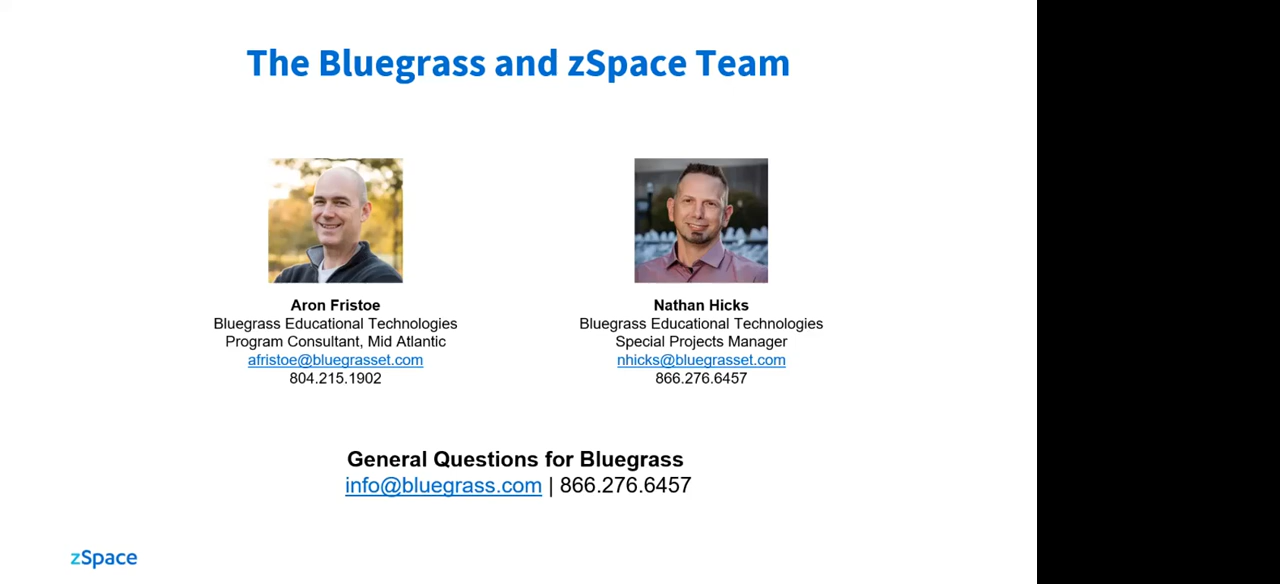 The Bluegrass and zSpace Team
Aron Fristoe
Bluegrass Educational Technologies
Program Consultant, Mid Atlantic
afristoe@bluegrasset.com
804.215.1902
Nathan Hicks
Bluegrass Educational Technologies
Special Projects Manager
nhicks@bluegrasset.com
866.276.6457
General Questions for Bluegrass
info@bluegrass.com | 866.276.6457
zSpace